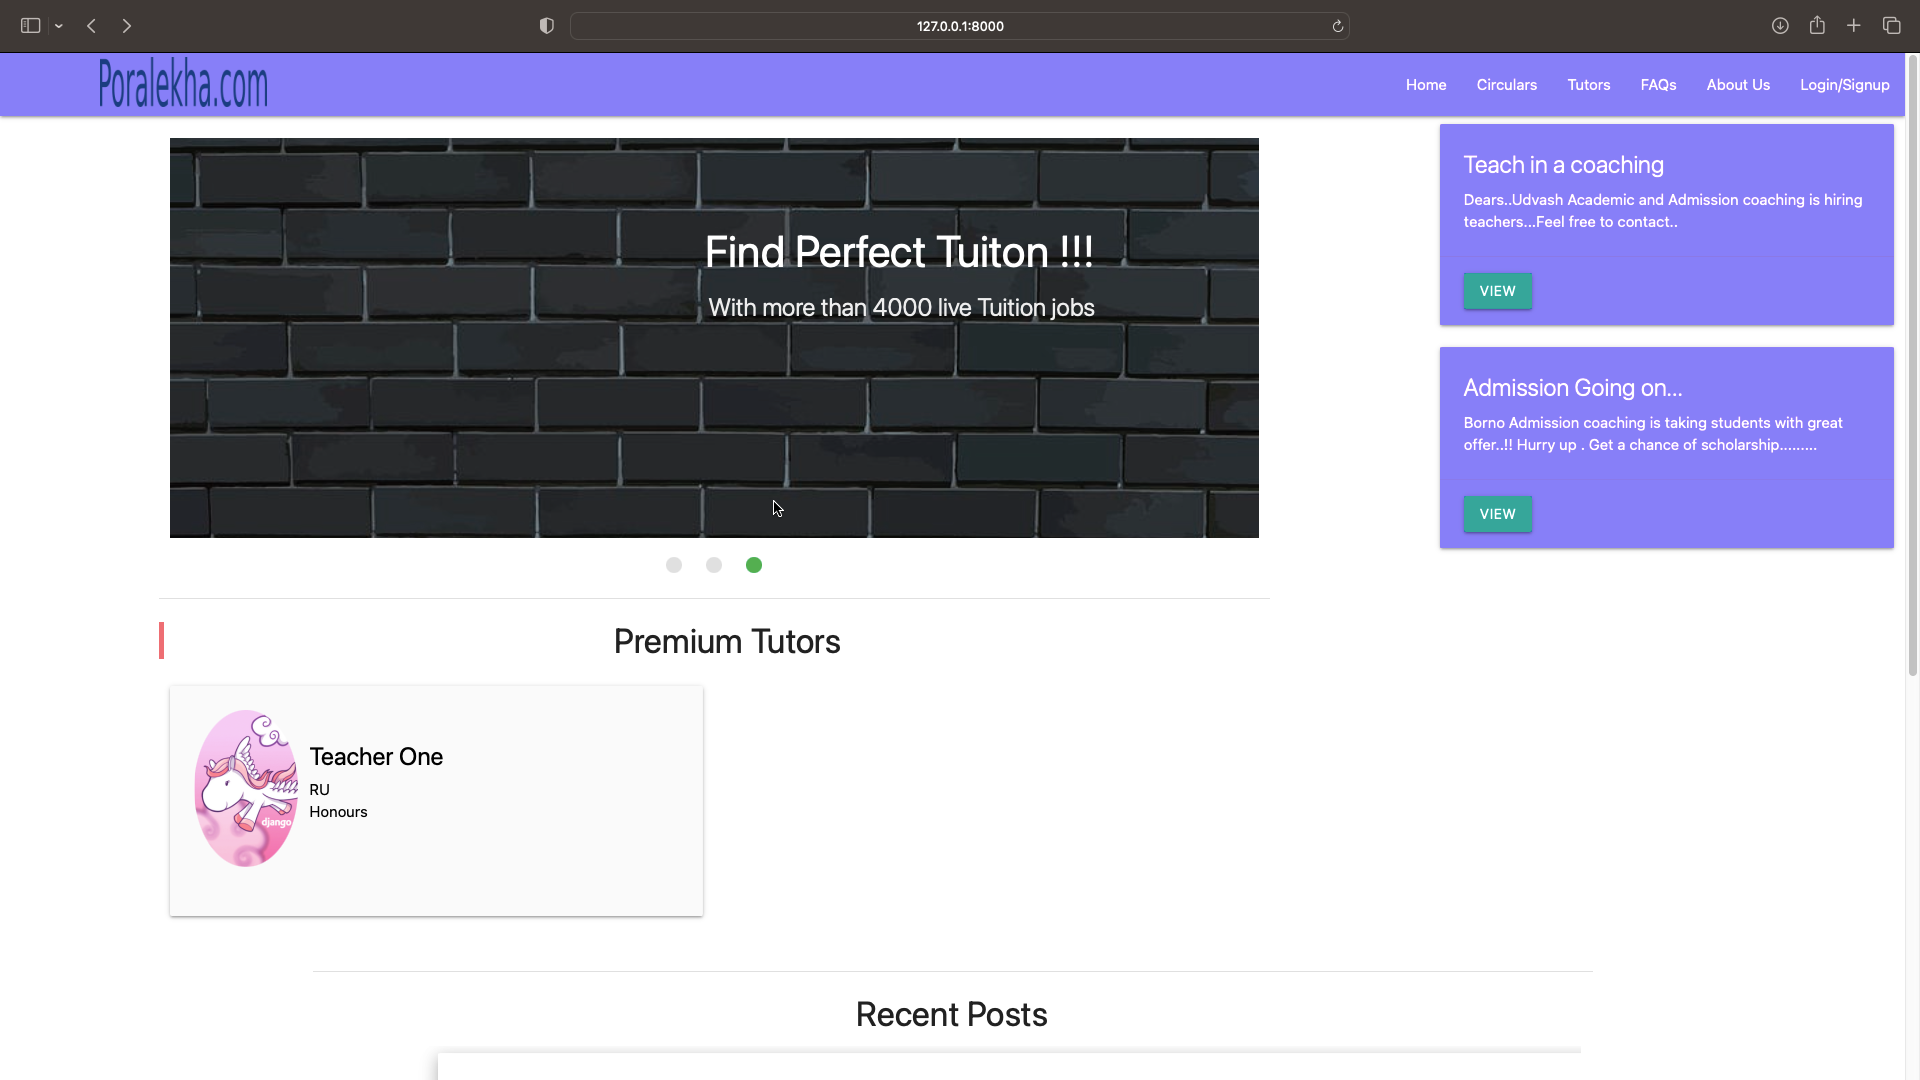 127.0.0.1:8000
Poralekha.com
Home Circulars Tutors FAQs About Us Login/Signup
Find Perfect Tuiton !!!
With more than 4000 live Tuition jobs
Teach in a coaching
Dears..Udvash Academic and Admission coaching is hiring
teachers...Feel free to contact..
VIEW
Admission Going on...
Borno Admission coaching is taking students with great
offer..!! Hurry up . Get a chance of scholarship.........
VIEW
Premium Tutors
django
Teacher One
RU
Honours
Recent Posts